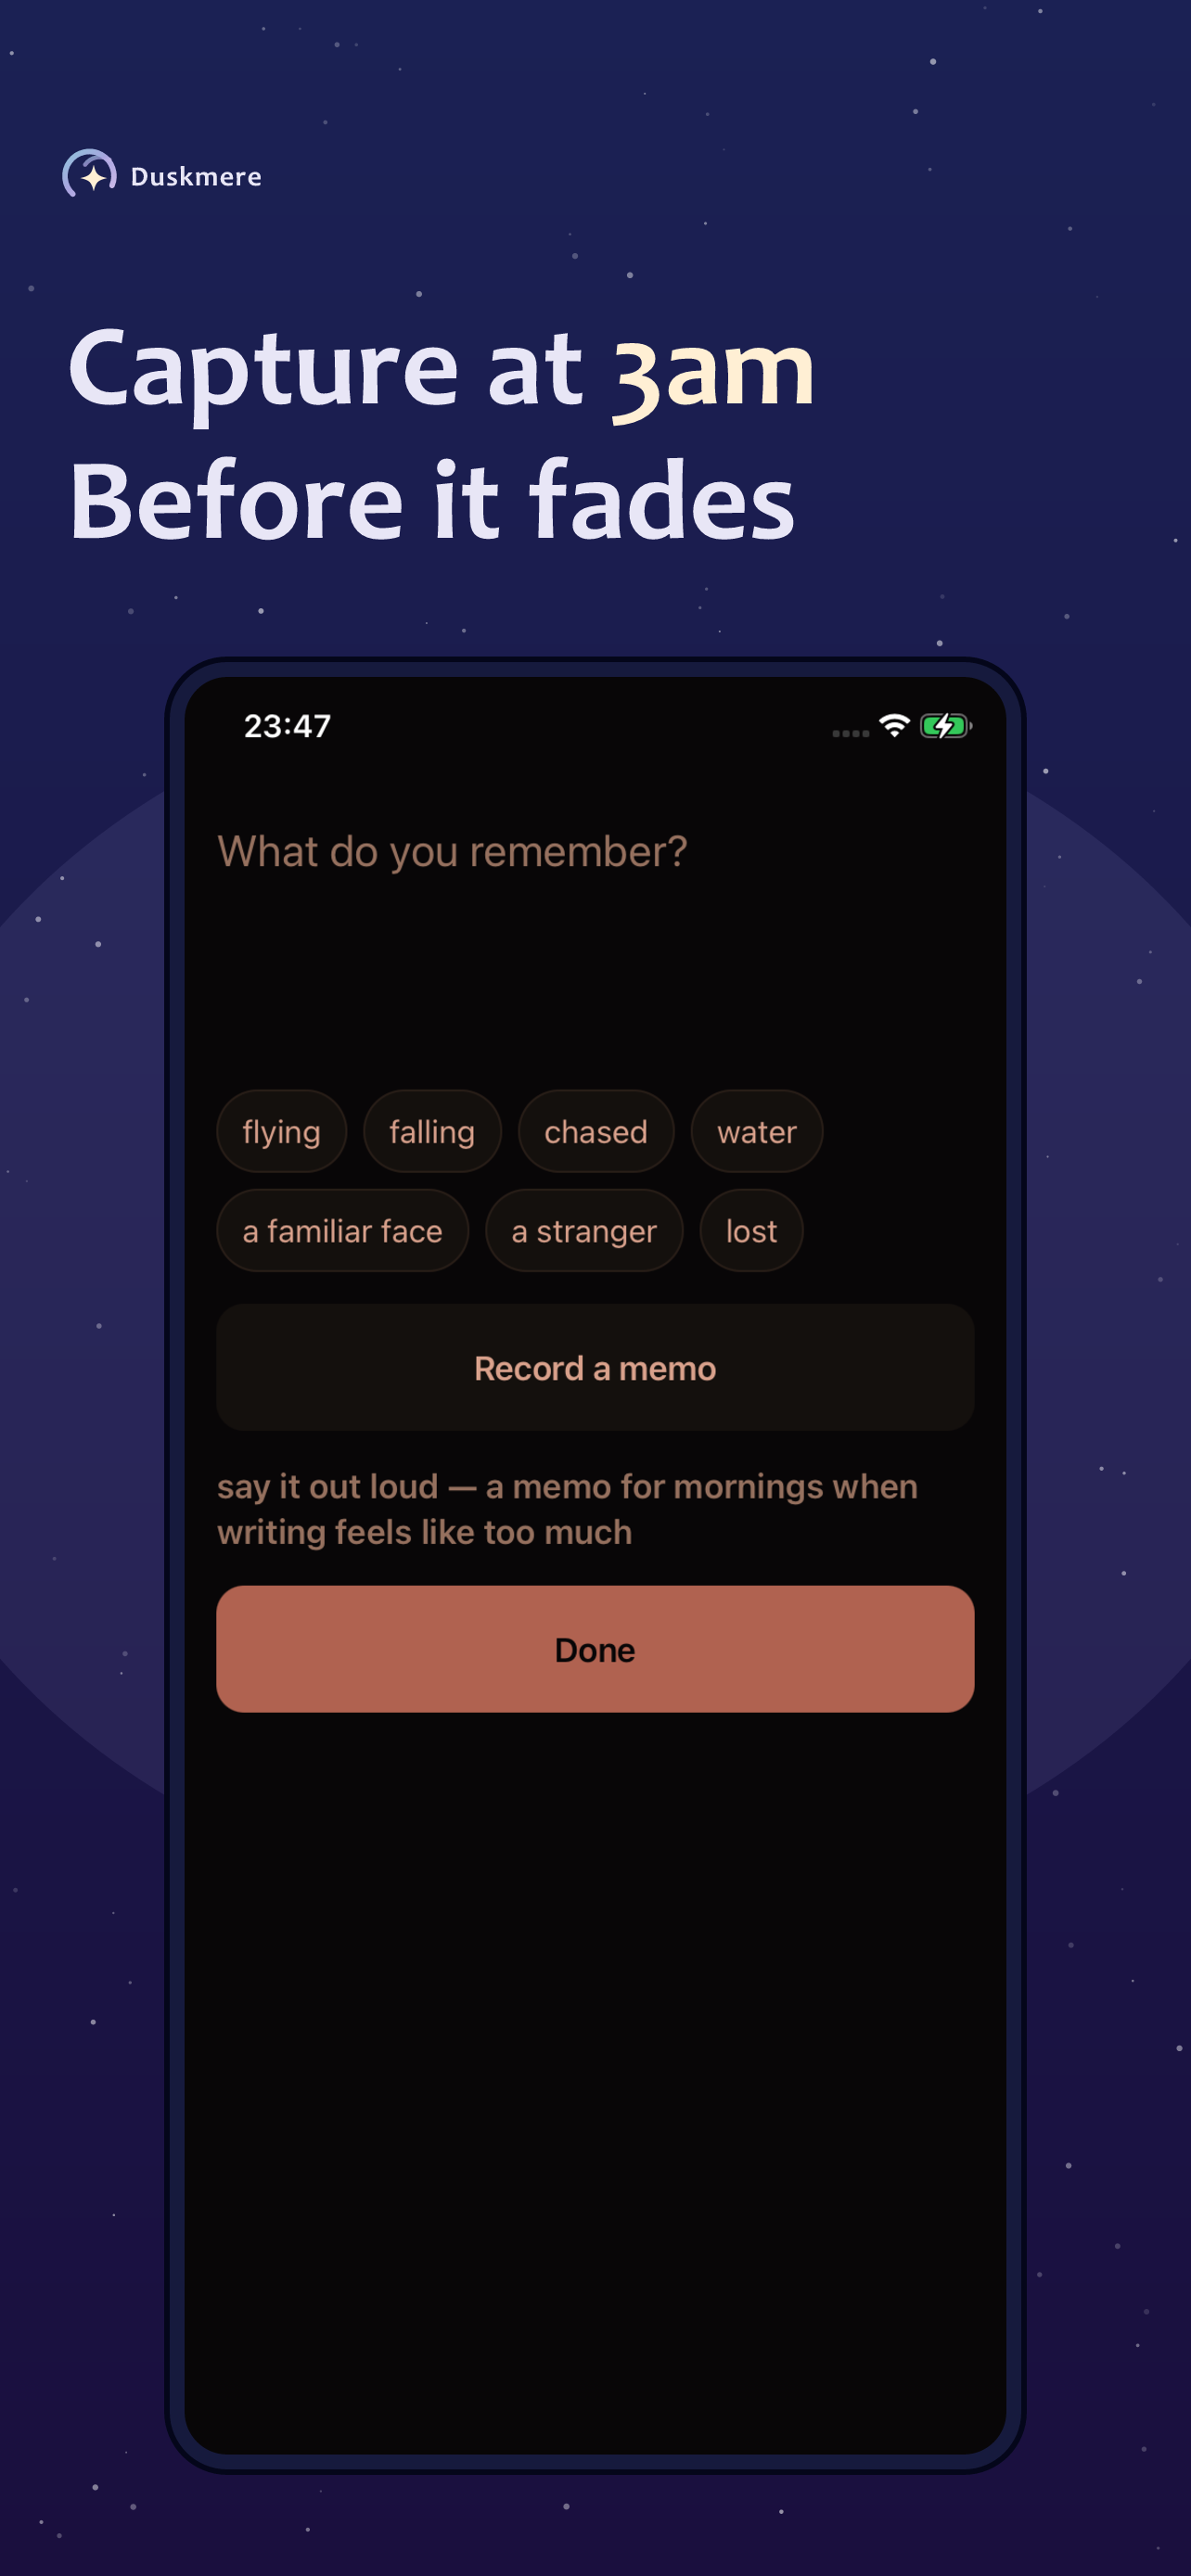 Duskmere
Capture at 3am
Before it fades
23:47
What do you remember?
flying falling chased water
a familiar face a stranger lost
Record a memo
say it out loud — a memo for mornings when
writing feels like too much
Done